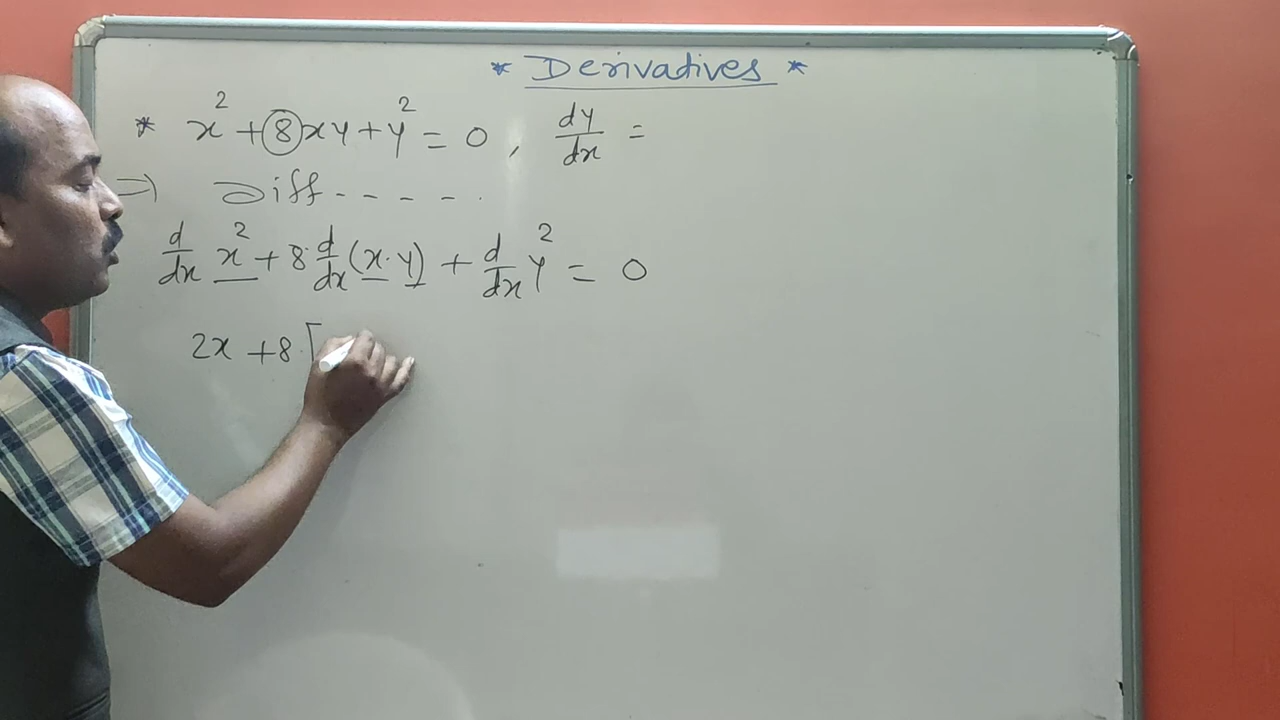 * Derivatives *
* x² + 8xy + y² = 0 , dy/dx =
⇒ Diff - - - - .
d/dx x² + 8·d/dx(x·y) + d/dx y² = 0
2x + 8·[